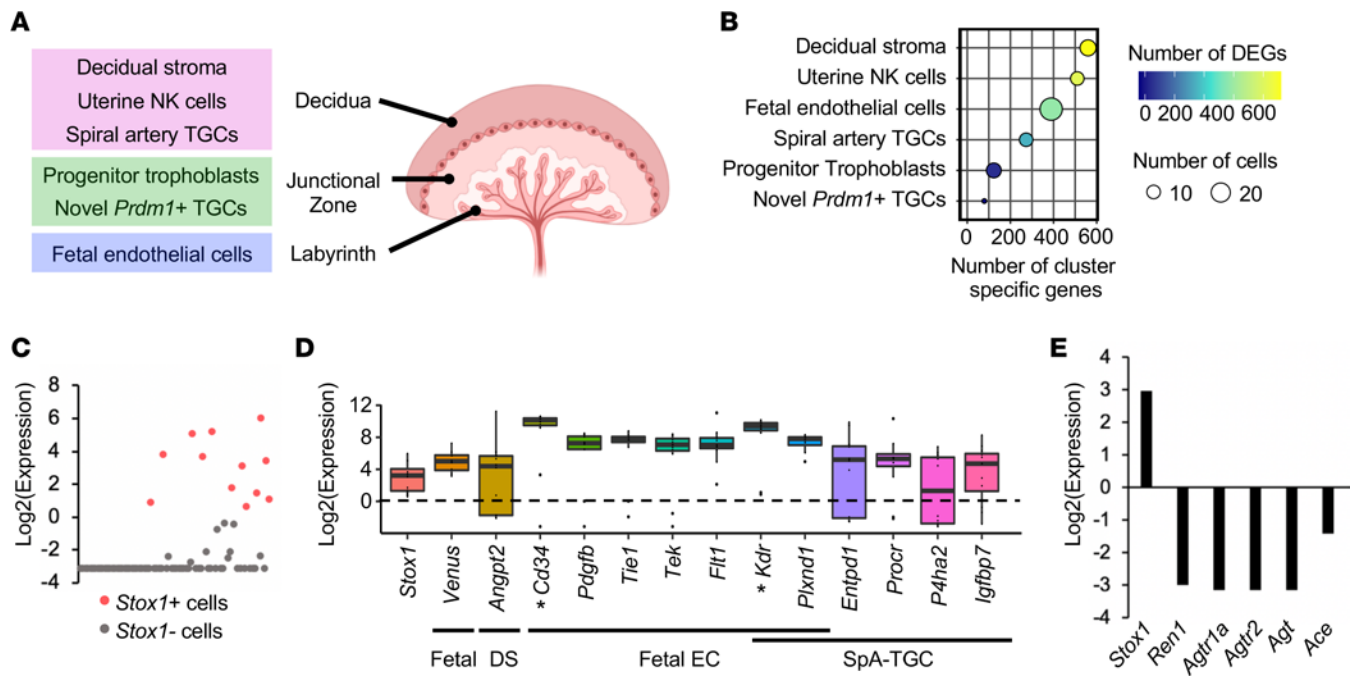 A
Decidual stroma
Uterine NK cells
Spiral artery TGCs
Progenitor trophoblasts
Novel Prdm1+ TGCs
Fetal endothelial cells
Decidua
Junctional
Zone
Labyrinth
B
Decidual stroma
Uterine NK cells
Fetal endothelial cells
Spiral artery TGCs
Progenitor Trophoblasts
Novel Prdm1+ TGCs
0 200 400 600
Number of cluster
specific genes
Number of DEGs
0 200 400 600
Number of cells
10 20
C
Log2(Expression)
8
6
4
2
0
-2
-4
Stox1+ cells
Stox1- cells
D
Log2(Expression)
12
8
4
0
Stox1
Venus
Angpt2
* Cd34
Pdgfb
Tie1
Tek
Flt1
* Kdr
Plxnd1
Entpd1
Procr
P4ha2
Igfbp7
Fetal DS Fetal EC SpA-TGC
E
Log2(Expression)
4
3
2
1
0
-1
-2
-3
-4
Stox1
Ren1
Agtr1a
Agtr2
Agt
Ace